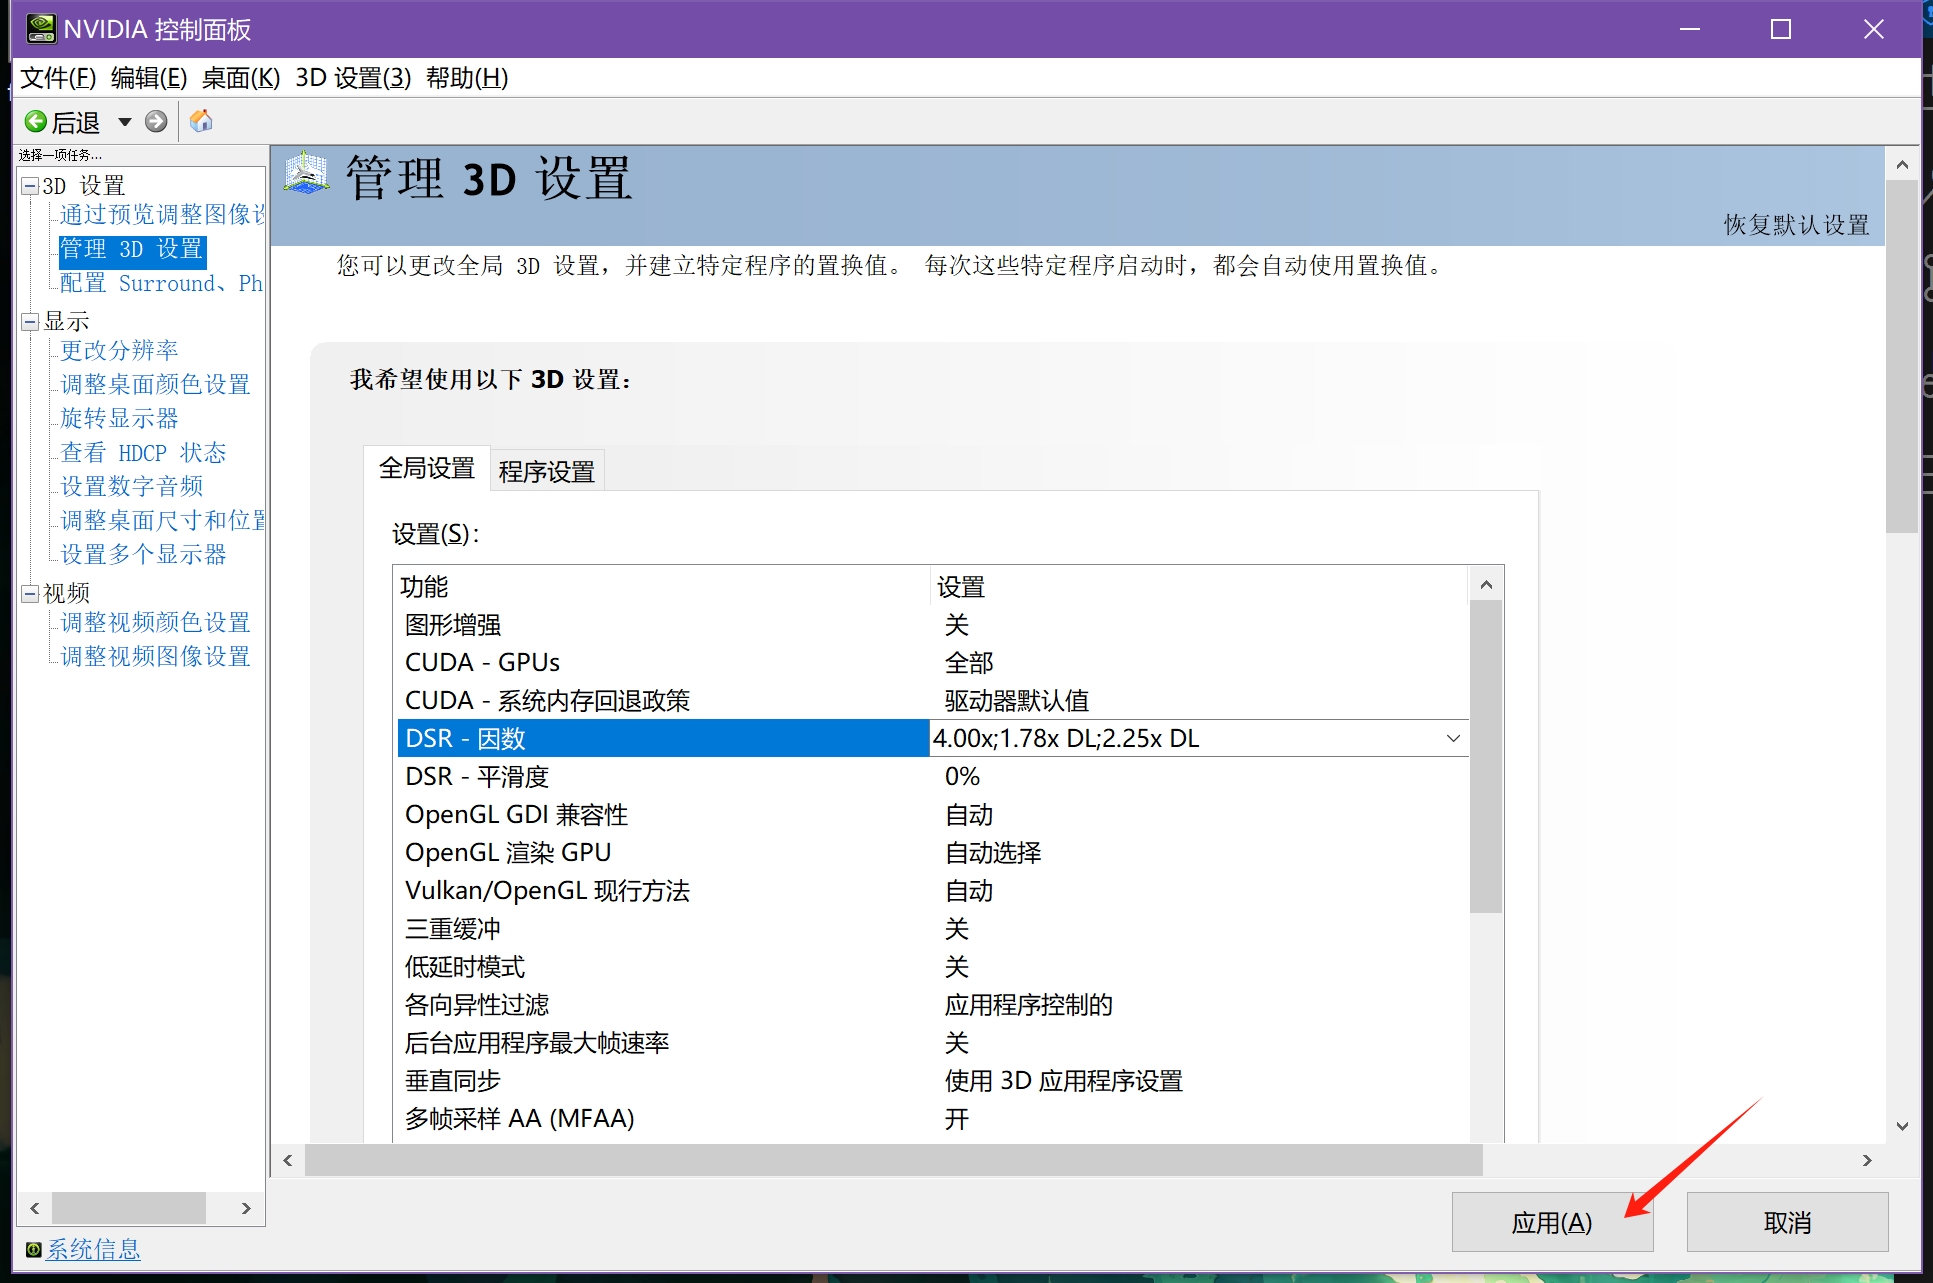 NVIDIA 控制面板
文件(F) 编辑(E) 桌面(K) 3D 设置(3) 帮助(H)
后退
选择一项任务...
3D 设置
通过预览调整图像设
管理 3D 设置
配置 Surround、Ph
显示
更改分辨率
调整桌面颜色设置
旋转显示器
查看 HDCP 状态
设置数字音频
调整桌面尺寸和位置
设置多个显示器
视频
调整视频颜色设置
调整视频图像设置
系统信息
管理 3D 设置
恢复默认设置
您可以更改全局 3D 设置，并建立特定程序的置换值。 每次这些特定程序启动时，都会自动使用置换值。
我希望使用以下 3D 设置：
全局设置 程序设置
设置(S)：
功能 设置
图形增强 关
CUDA - GPUs 全部
CUDA - 系统内存回退政策 驱动器默认值
DSR - 因数 4.00x;1.78x DL;2.25x DL
DSR - 平滑度 0%
OpenGL GDI 兼容性 自动
OpenGL 渲染 GPU 自动选择
Vulkan/OpenGL 现行方法 自动
三重缓冲 关
低延时模式 关
各向异性过滤 应用程序控制的
后台应用程序最大帧速率 关
垂直同步 使用 3D 应用程序设置
多帧采样 AA (MFAA) 开
应用(A) 取消